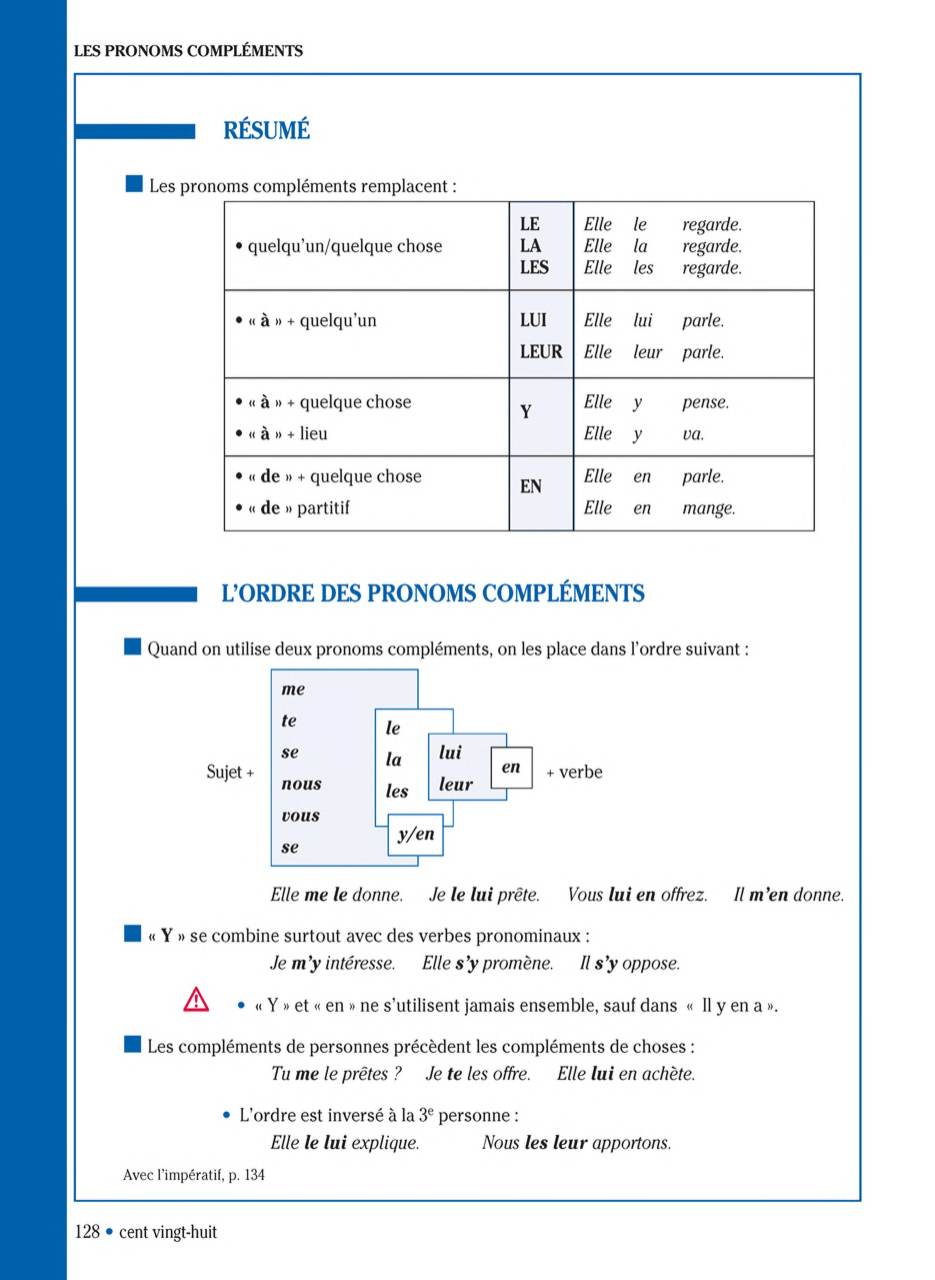 LES PRONOMS COMPLÉMENTS
RÉSUMÉ
Les pronoms compléments remplacent :
• quelqu'un/quelque chose
LE Elle le regarde.
LA Elle la regarde.
LES Elle les regarde.
• « à » + quelqu'un LUI Elle lui parle.
LEUR Elle leur parle.
• « à » + quelque chose Elle y pense.
Y
• « à » + lieu Elle y va.
• « de » + quelque chose Elle en parle.
EN
• « de » partitif Elle en mange.
L'ORDRE DES PRONOMS COMPLÉMENTS
Quand on utilise deux pronoms compléments, on les place dans l'ordre suivant :
Sujet +
me
te
se
nous
vous
se
le
la
les
y/en
lui
leur
en
+ verbe
Elle me le donne. Je le lui prête. Vous lui en offrez. Il m'en donne.
« Y » se combine surtout avec des verbes pronominaux :
Je m'y intéresse. Elle s'y promène. Il s'y oppose.
• « Y » et « en » ne s'utilisent jamais ensemble, sauf dans « Il y en a ».
Les compléments de personnes précèdent les compléments de choses :
Tu me le prêtes ? Je te les offre. Elle lui en achète.
• L'ordre est inversé à la 3e personne :
Elle le lui explique. Nous les leur apportons.
Avec l'impératif, p. 134
128 • cent vingt-huit